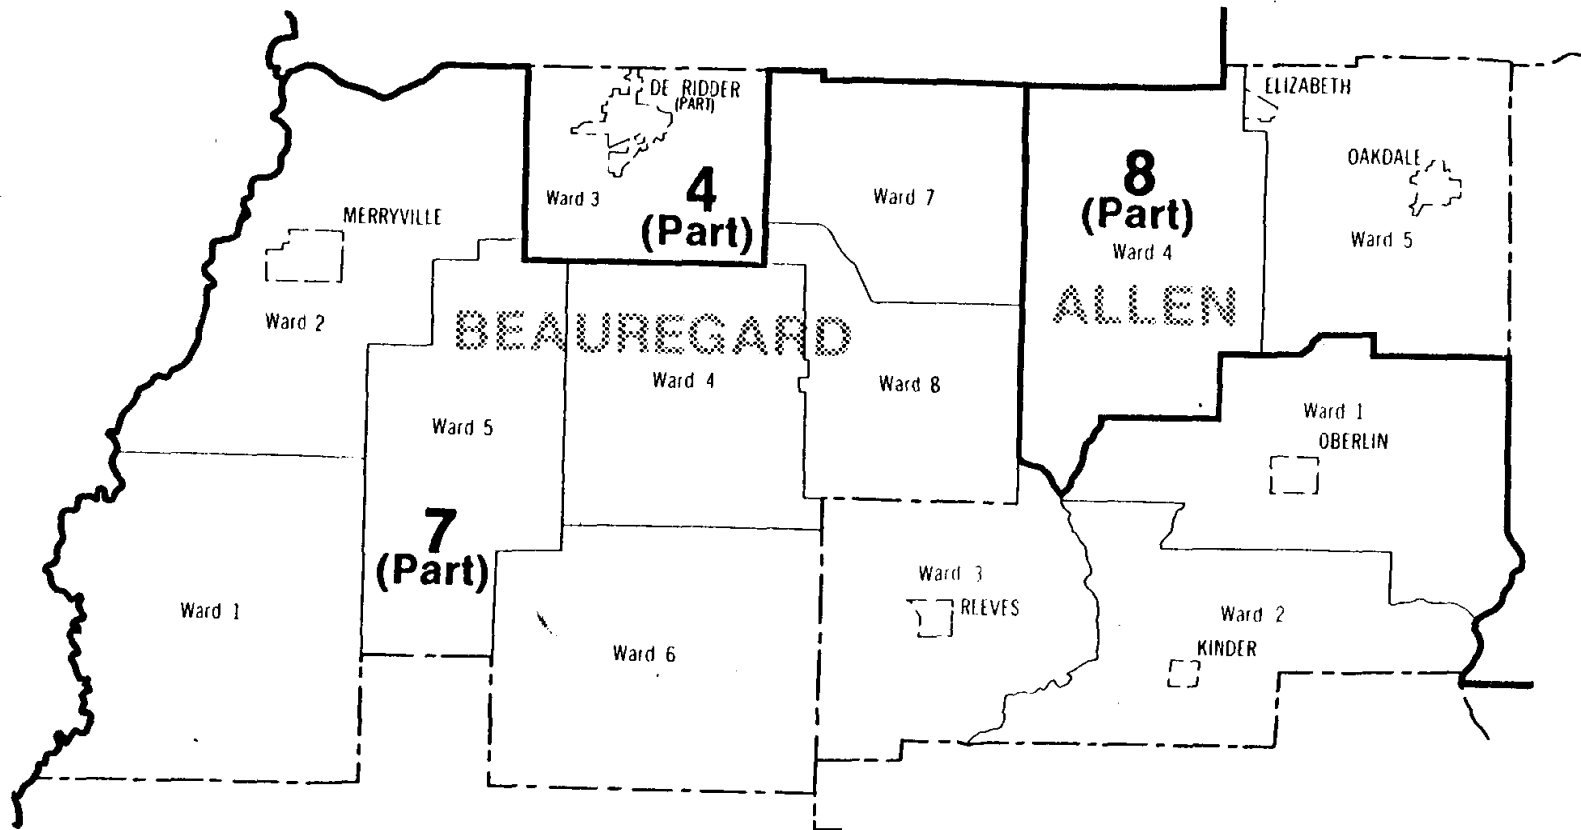 DE RIDDER
(PART)
ELIZABETH
OAKDALE
Ward 3
4
(Part)
Ward 7
8
(Part)
Ward 4
Ward 5
MERRYVILLE
Ward 2
BEAUREGARD
ALLEN
Ward 4
Ward 8
Ward 5
Ward 1
OBERLIN
7
(Part)
Ward 3
REEVES
Ward 1
Ward 2
KINDER
Ward 6